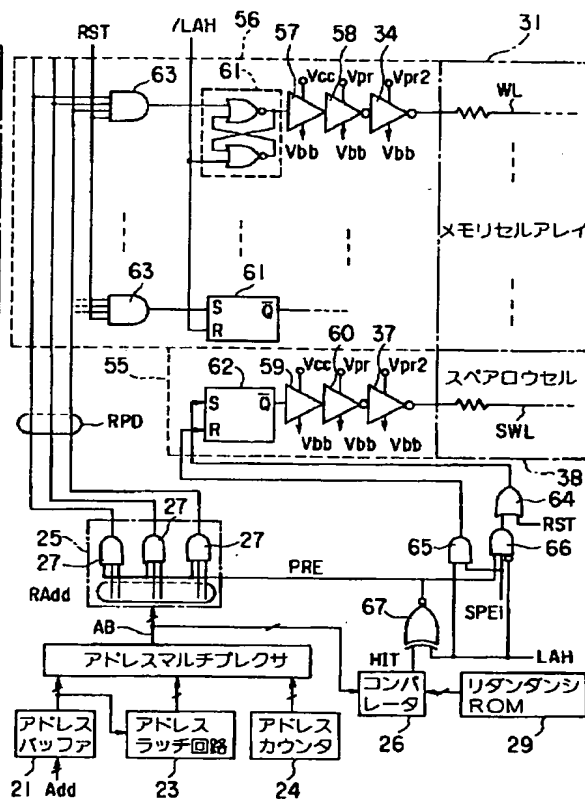 RST
/LAH
56
31
63
61
57
58
34
Vcc
Vpr
Vpr2
WL
Vbb
Vbb
Vbb
メモリセルアレイ
63
61
S
Q
R
55
62
59
60
37
Vcc
Vpr
Vpr2
スペアロウセル
S
Q
R
RPD
Vbb
Vbb
Vbb
SWL
38
64
25
27
27
27
65
RST
66
RAdd
PRE
67
SPEi
AB
HIT
LAH
アドレスマルチプレクサ
コンパレータ
リダンダンシ
ROM
アドレス
バッファ
アドレス
ラッチ回路
アドレス
カウンタ
26
29
21
Add
23
24